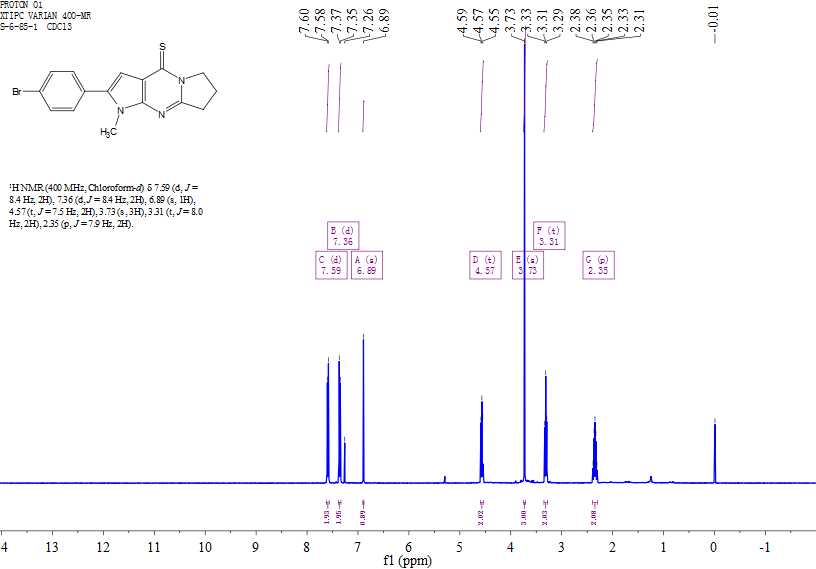 PROTON 01
XTIPC VARIAN 400-MR
S-6-85-1 CDCl3
7.60
7.58
7.37
7.35
7.26
6.89
4.59
4.57
4.55
3.73
3.33
3.31
3.29
2.38
2.36
2.35
2.33
2.31
-0.01
S
N
Br
N
N
CH₃
¹H NMR (400 MHz, Chloroform-d) δ 7.59 (d, J =
8.4 Hz, 2H), 7.36 (d, J = 8.4 Hz, 2H), 6.89 (s, 1H),
4.57 (t, J = 7.5 Hz, 2H), 3.73 (s, 3H), 3.31 (t, J = 8.0
Hz, 2H), 2.35 (p, J = 7.9 Hz, 2H).
B (d)
7.36
F (t)
3.31
C (d)
7.59
A (s)
6.89
D (t)
4.57
E (s)
3.73
G (p)
2.35
1.93
1.95
0.89
2.02
3.00
2.03
2.08
4 13 12 11 10 9 8 7 6 5 4 3 2 1 0 -1
f1 (ppm)